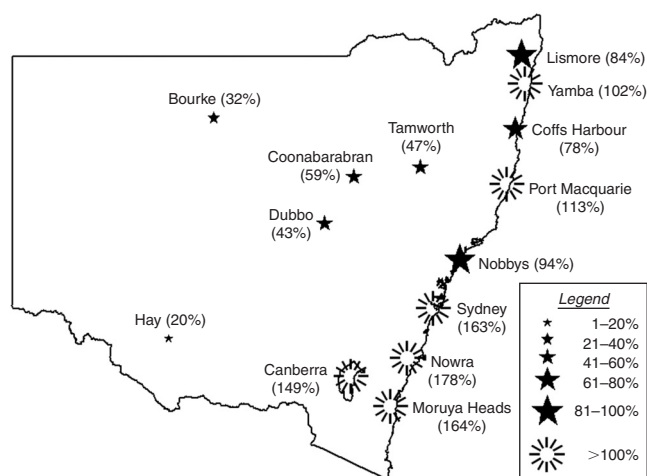 Lismore (84%)
Yamba (102%)
Bourke (32%)
Tamworth
(47%)
Coffs Harbour
(78%)
Coonabarabran
(59%)
Port Macquarie
(113%)
Dubbo
(43%)
Nobbys (94%)
Hay (20%)
Sydney
(163%)
Canberra
(149%)
Nowra
(178%)
Moruya Heads
(164%)
Legend
1–20%
21–40%
41–60%
61–80%
81–100%
>100%